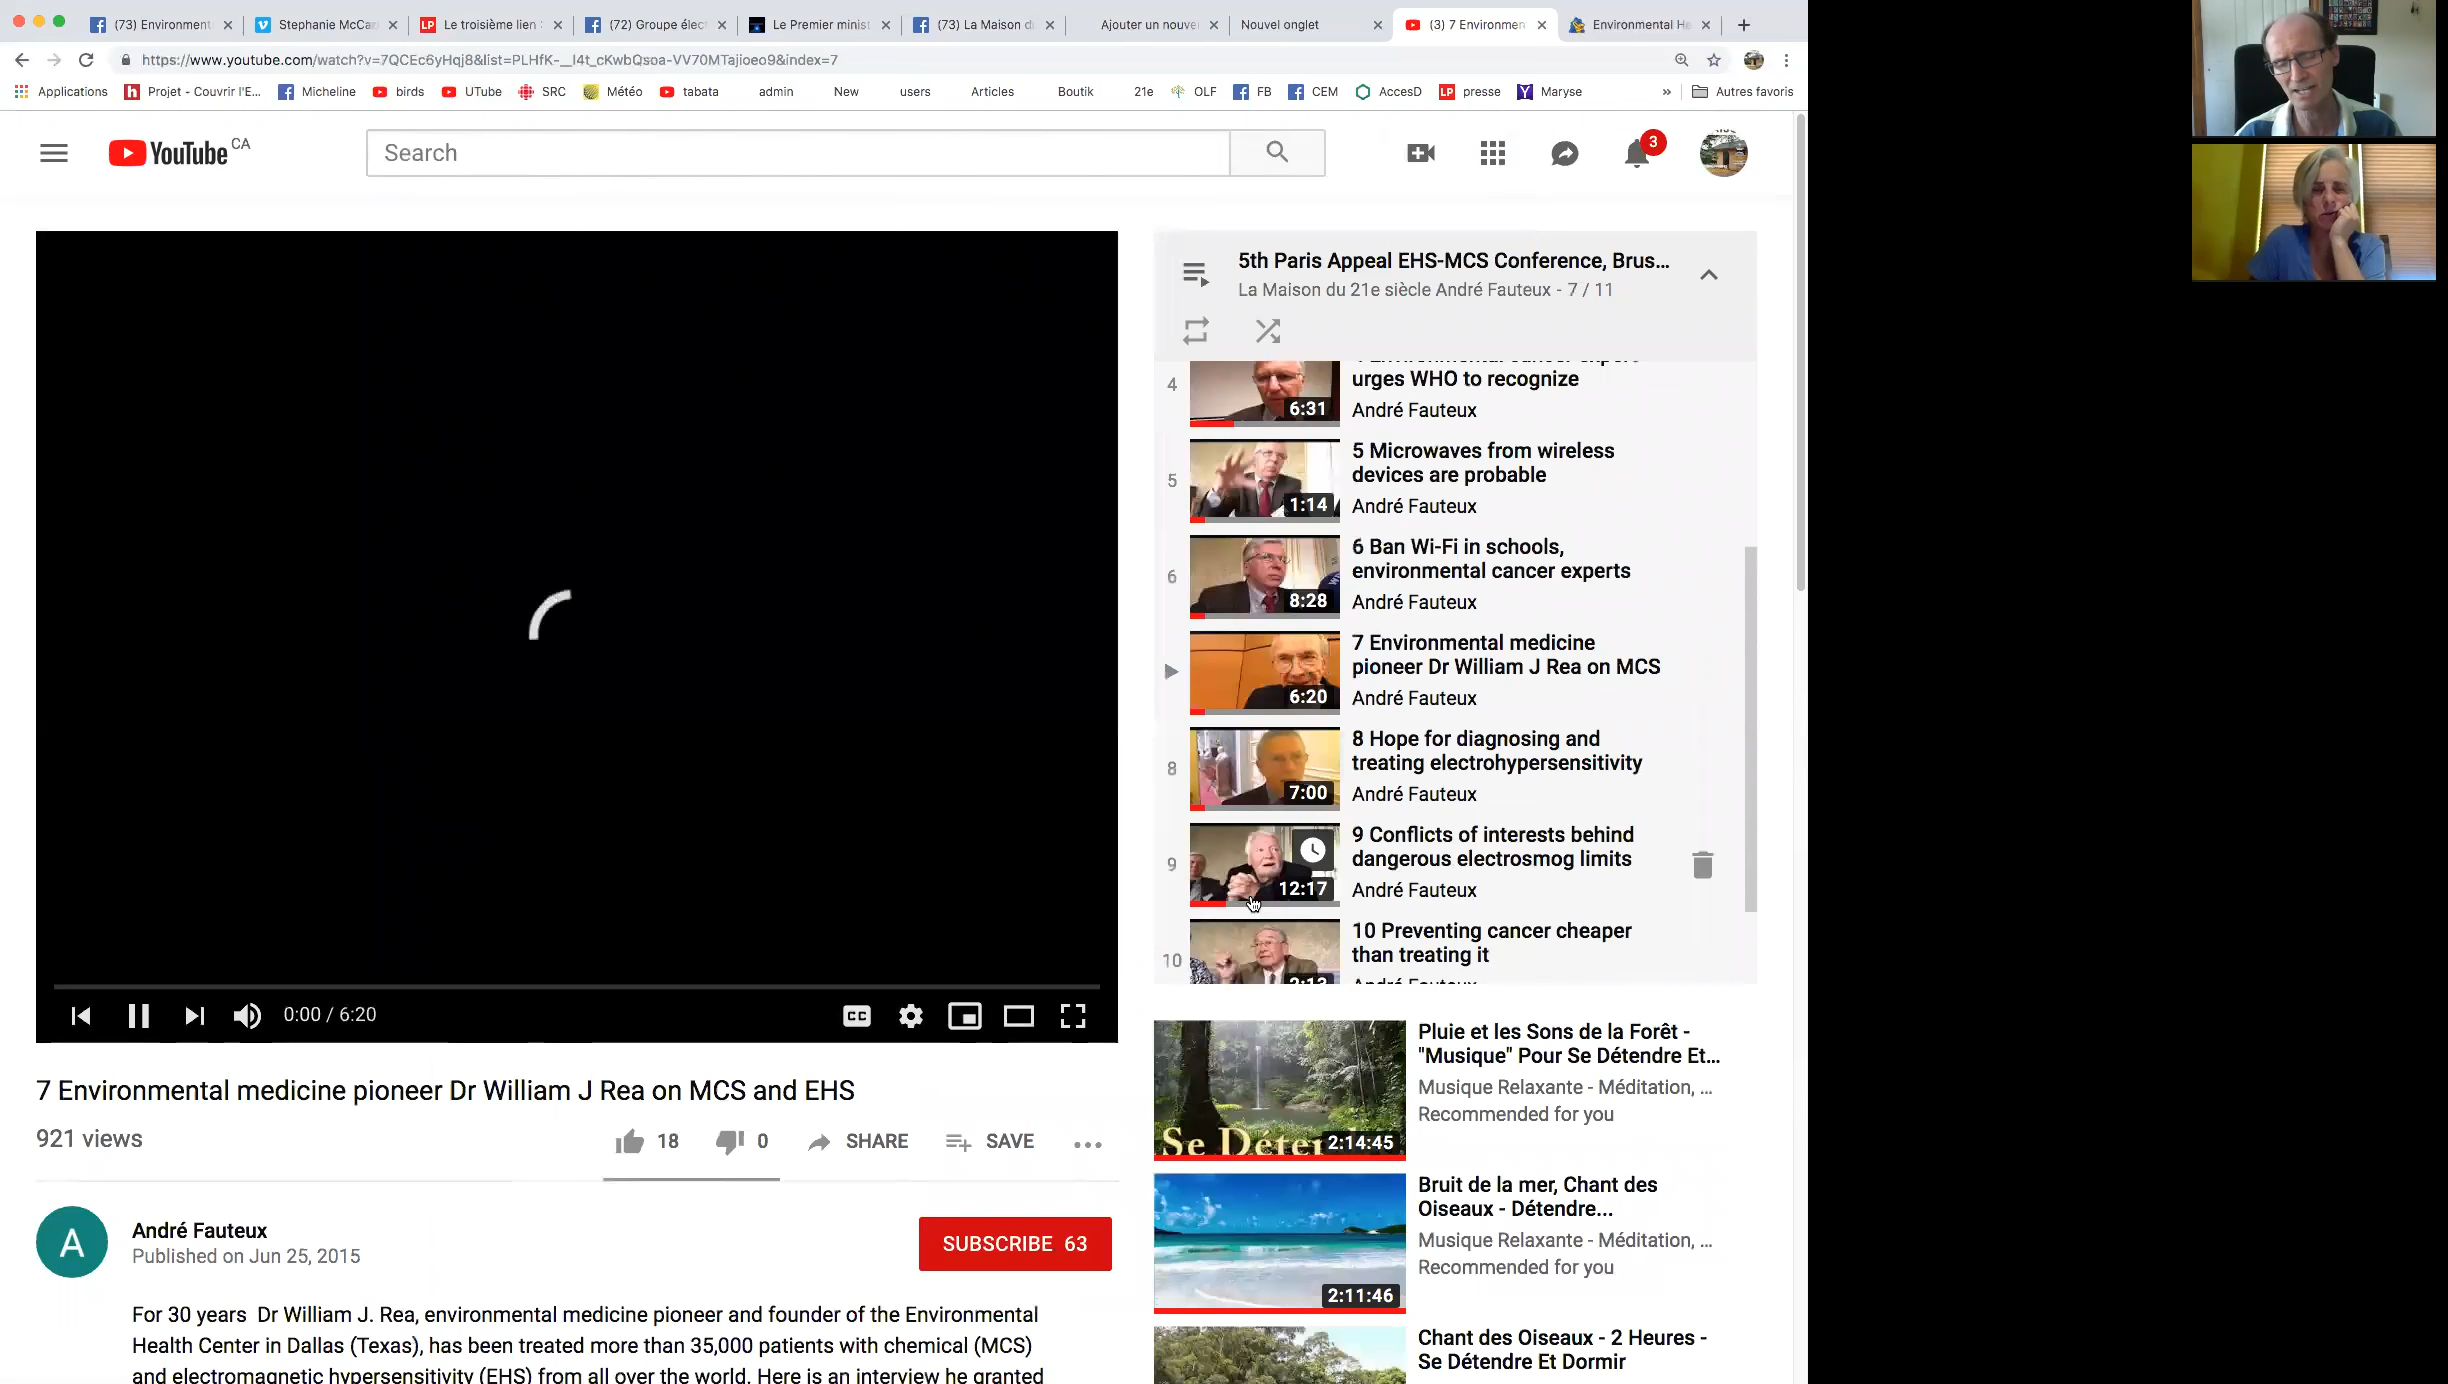 (73) Environment
Stephanie McCa
Le troisième lien
(72) Groupe élec
Le Premier minist
(73) La Maison d
Ajouter un nouve
Nouvel onglet
(3) 7 Environmen
Environmental He
https://www.youtube.com/watch?v=7QCEc6yHqj8&list=PLHfK-__I4t_cKwbQsoa-VV70MTajioeo9&index=7
Applications
Projet - Couvrir l'E...
Micheline
birds
UTube
SRC
Météo
tabata
admin
New
users
Articles
Boutik
21e
OLF
FB
CEM
AccesD
presse
Maryse
»
Autres favoris
YouTube CA
Search
3
5th Paris Appeal EHS-MCS Conference, Brus...
La Maison du 21e siècle André Fauteux - 7 / 11
4
urges WHO to recognize
André Fauteux
6:31
5
5 Microwaves from wireless
devices are probable
André Fauteux
1:14
6
6 Ban Wi-Fi in schools,
environmental cancer experts
André Fauteux
8:28
7 Environmental medicine
pioneer Dr William J Rea on MCS
André Fauteux
6:20
8
8 Hope for diagnosing and
treating electrohypersensitivity
André Fauteux
7:00
9
9 Conflicts of interests behind
dangerous electrosmog limits
André Fauteux
12:17
10
10 Preventing cancer cheaper
than treating it
0:00 / 6:20
CC
7 Environmental medicine pioneer Dr William J Rea on MCS and EHS
921 views
18
0
SHARE
SAVE
A
André Fauteux
Published on Jun 25, 2015
SUBSCRIBE 63
For 30 years Dr William J. Rea, environmental medicine pioneer and founder of the Environmental
Health Center in Dallas (Texas), has been treated more than 35,000 patients with chemical (MCS)
and electromagnetic hypersensitivity (EHS) from all over the world. Here is an interview he granted
Se Déten
2:14:45
Pluie et les Sons de la Forêt -
"Musique" Pour Se Détendre Et...
Musique Relaxante - Méditation, ...
Recommended for you
2:11:46
Bruit de la mer, Chant des
Oiseaux - Détendre...
Musique Relaxante - Méditation, ...
Recommended for you
Chant des Oiseaux - 2 Heures -
Se Détendre Et Dormir